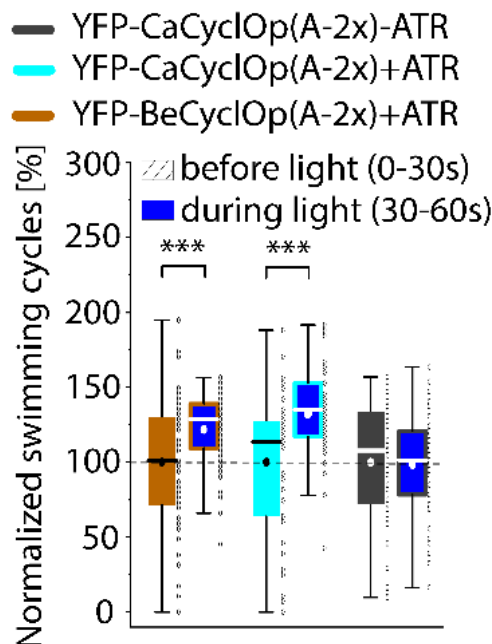 YFP-CaCyclOp(A-2x)-ATR
YFP-CaCyclOp(A-2x)+ATR
YFP-BeCyclOp(A-2x)+ATR
Normalized swimming cycles [%]
300
250
200
150
100
50
0
before light (0-30s)
during light (30-60s)
*** ***